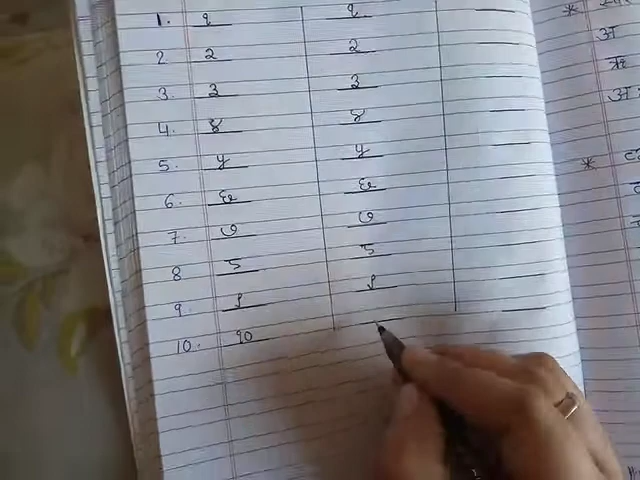 1. १ १
2 २ २
3. ३ ३
4. ४ ४
5. ५ ५
6. ६ ६
7. ७ ७
8 ८ ८
9. ९ ९
10. १०
* 
अ
*